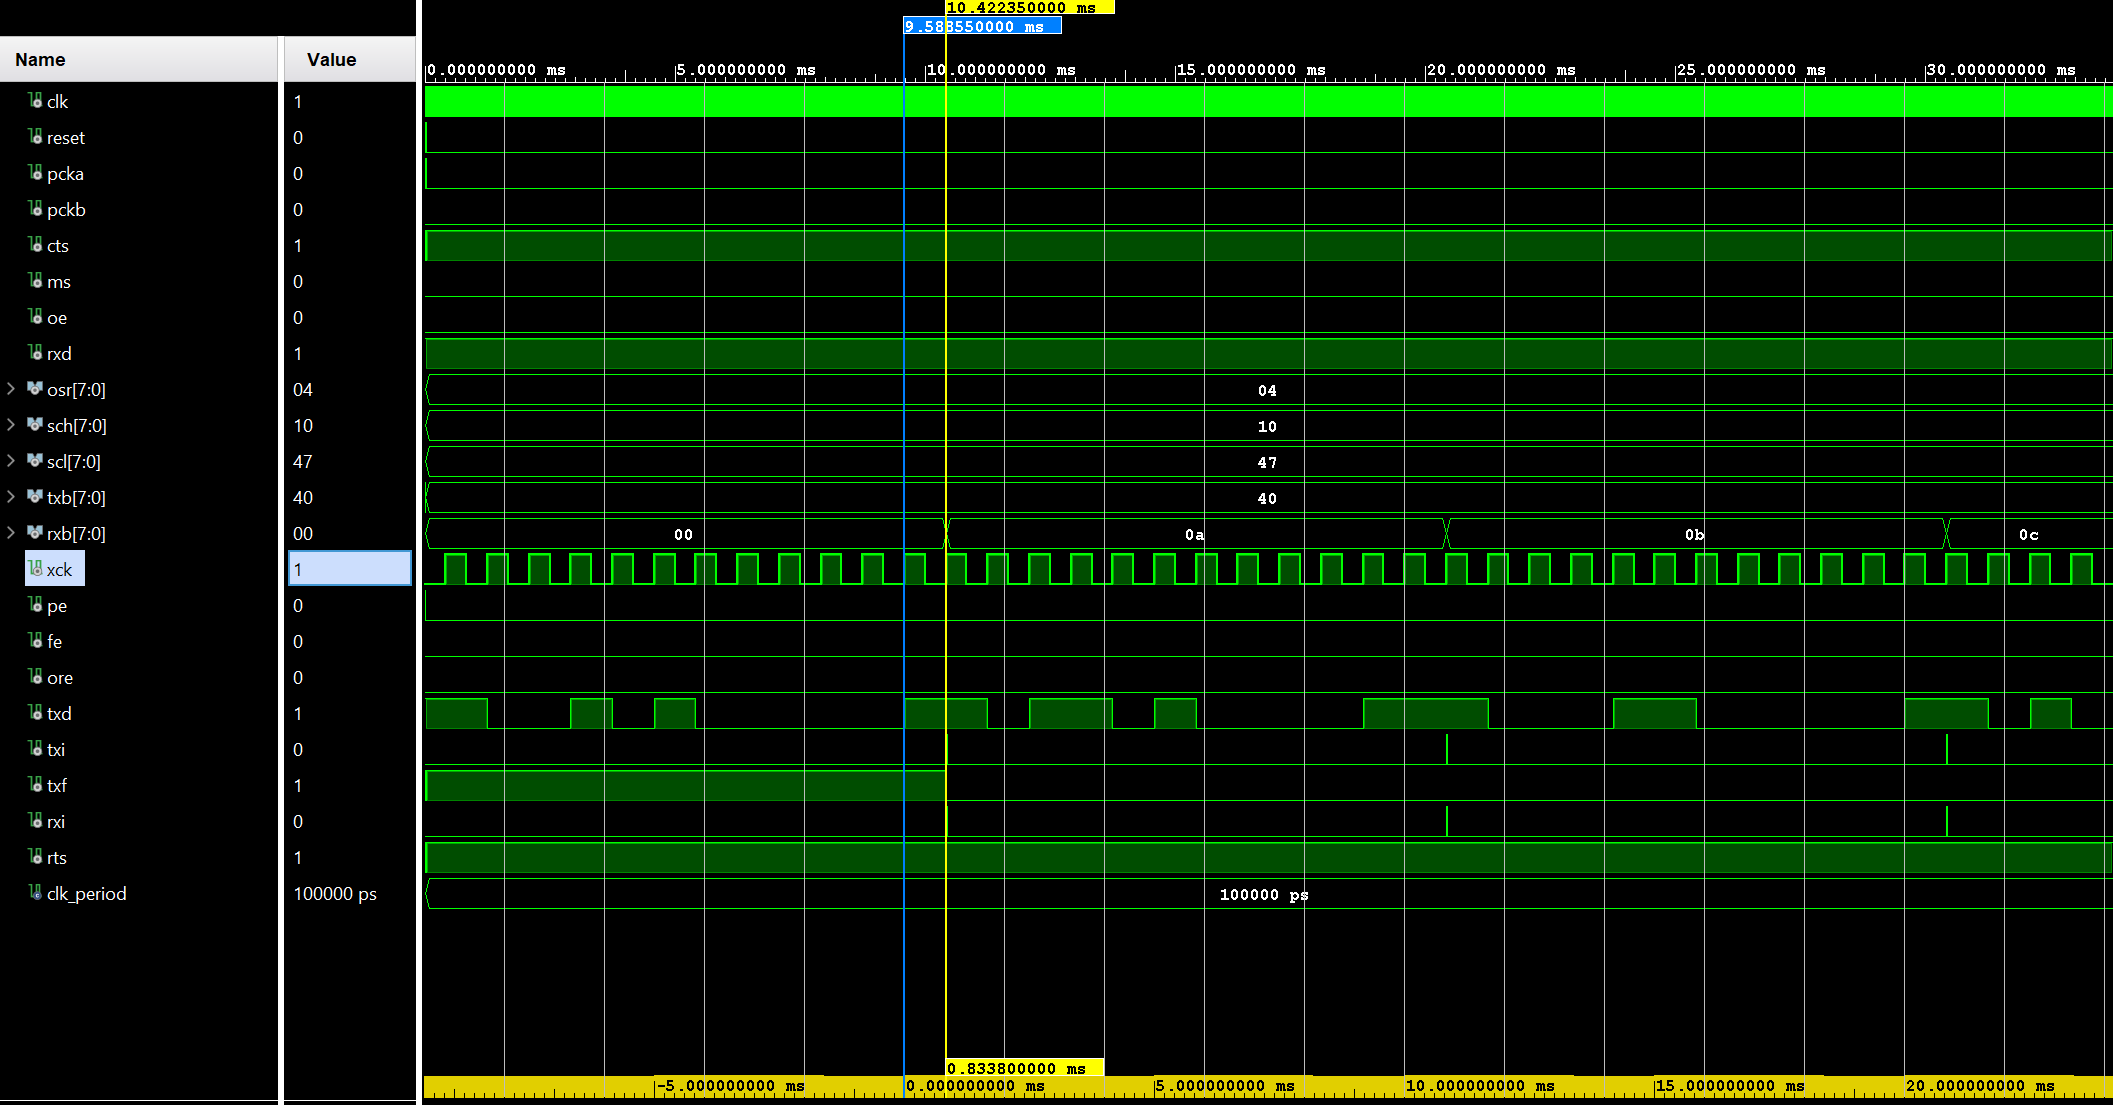 10.422350000 ms
9.588550000 ms
Name Value
0.000000000 ms 5.000000000 ms 10.000000000 ms 15.000000000 ms 20.000000000 ms 25.000000000 ms 30.000000000 ms
clk 1
reset 0
pcka 0
pckb 0
cts 1
ms 0
oe 0
rxd 1
osr[7:0] 04 04
sch[7:0] 10 10
scl[7:0] 47 47
txb[7:0] 40 40
rxb[7:0] 00 00 0a 0b 0c
xck 1
pe 0
fe 0
ore 0
txd 1
txi 0
txf 1
rxi 0
rts 1
clk_period 100000 ps 100000 ps
0.833800000 ms
-5.000000000 ms 0.000000000 ms 5.000000000 ms 10.000000000 ms 15.000000000 ms 20.000000000 ms